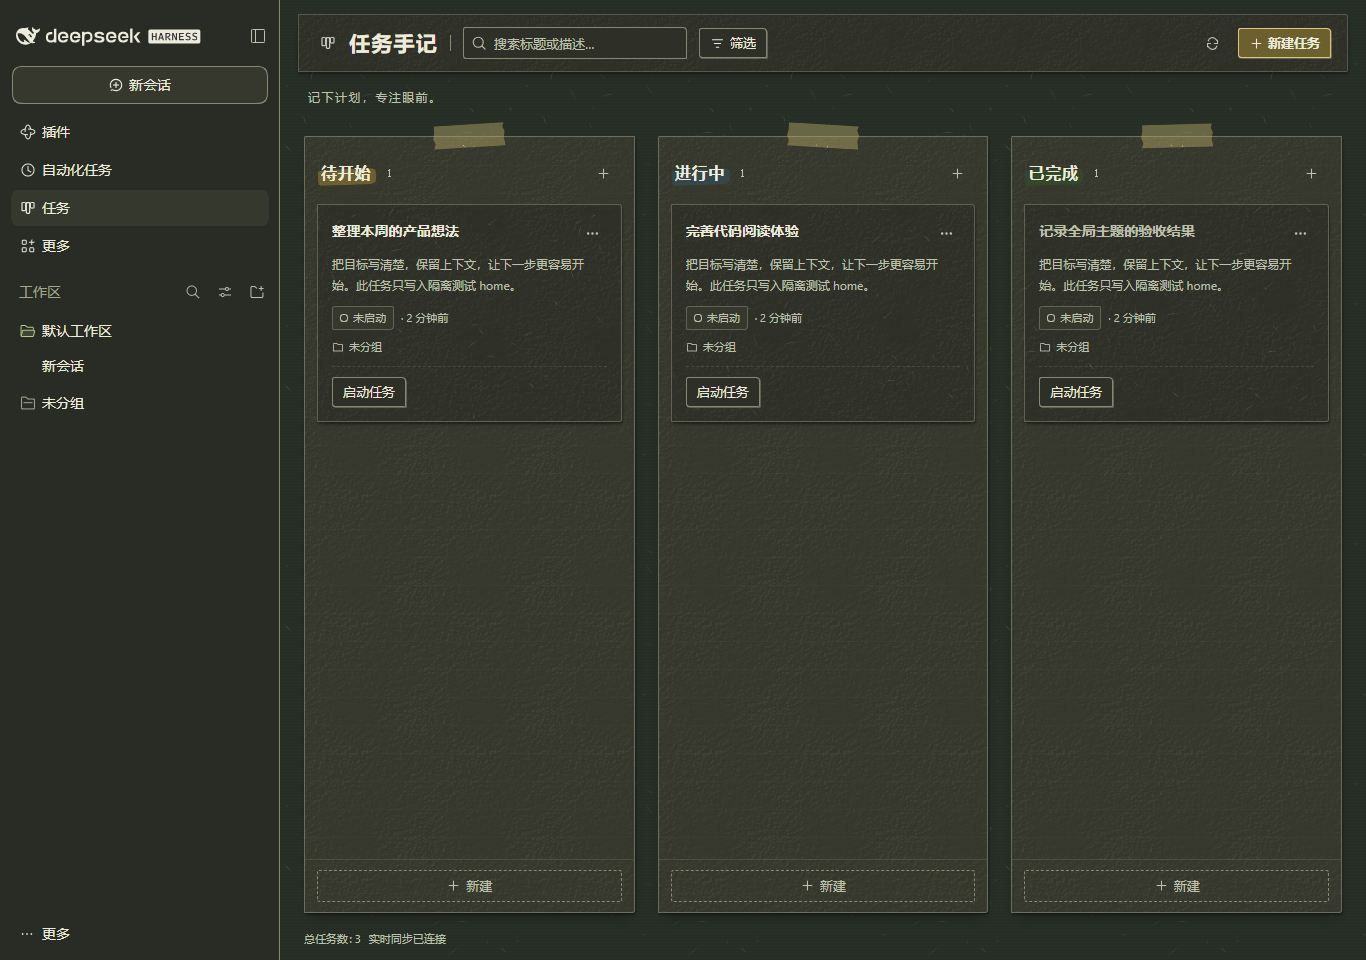 deepseek HARNESS
新会话
插件
自动化任务
任务
更多
工作区
默认工作区
新会话
未分组
更多
任务手记
搜索标题或描述...
筛选
新建任务
记下计划，专注眼前。
待开始 1
整理本周的产品想法
把目标写清楚，保留上下文，让下一步更容易开
始。此任务只写入隔离测试 home。
未启动 · 2 分钟前
未分组
启动任务
新建
进行中 1
完善代码阅读体验
把目标写清楚，保留上下文，让下一步更容易开
始。此任务只写入隔离测试 home。
未启动 · 2 分钟前
未分组
启动任务
新建
已完成 1
记录全局主题的验收结果
把目标写清楚，保留上下文，让下一步更容易开
始。此任务只写入隔离测试 home。
未启动 · 2 分钟前
未分组
启动任务
新建
总任务数: 3 实时同步已连接